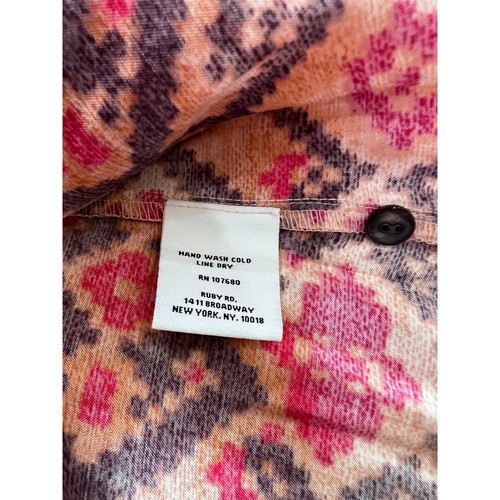 HAND WASH COLD
LINE DRY
RN 107680
RUBY RD.
1411 BROADWAY
NEW YORK, NY. 10018